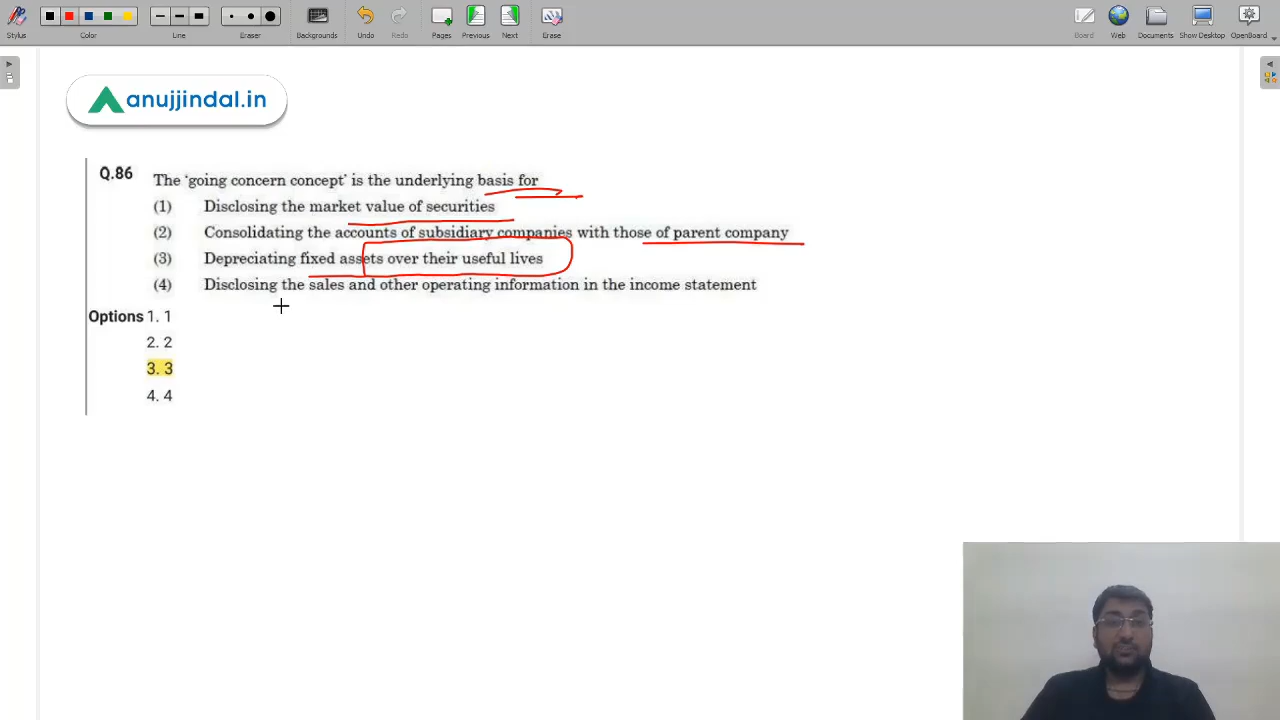 Stylus
Color
Line
Eraser
Backgrounds
Undo
Redo
Pages
Previous
Next
Erase
Board
Web
Documents
Show Desktop
OpenBoard
anujjindal.in
Q.86
The ‘going concern concept’ is the underlying basis for
(1) Disclosing the market value of securities
(2) Consolidating the accounts of subsidiary companies with those of parent company
(3) Depreciating fixed assets over their useful lives
(4) Disclosing the sales and other operating information in the income statement
Options 1. 1
2. 2
3. 3
4. 4